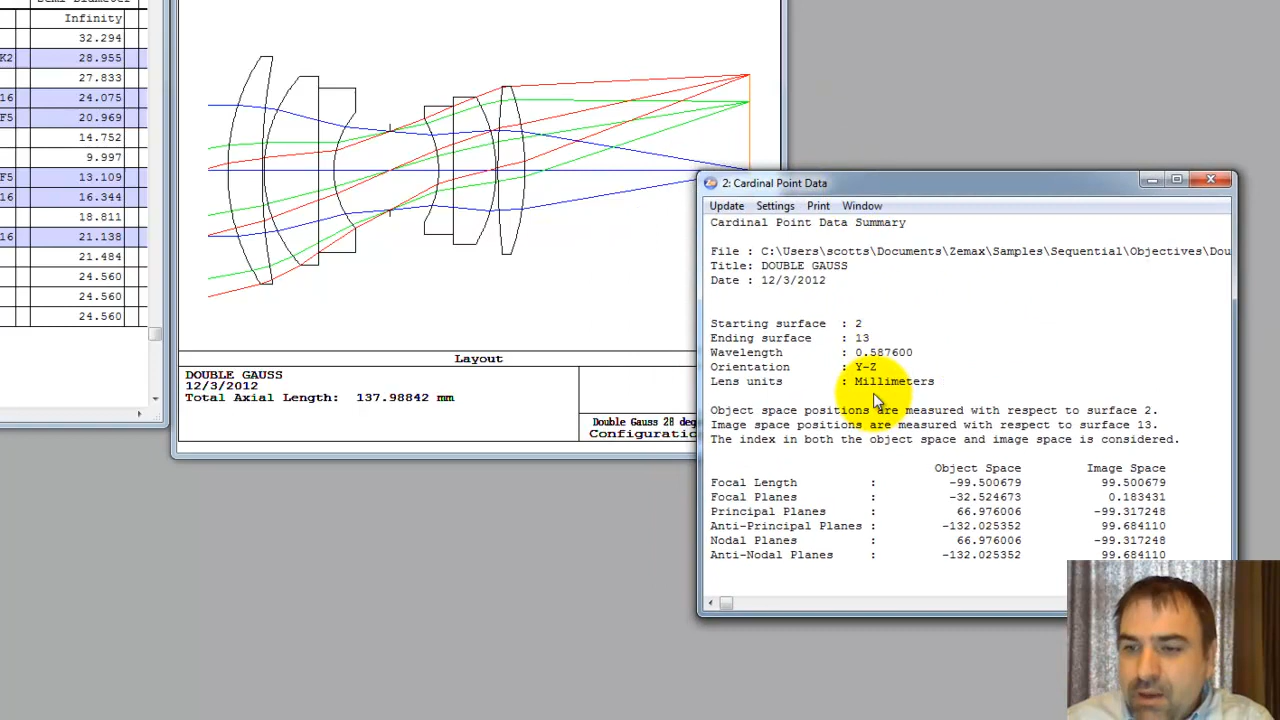 Infinity
32.294
K2 28.955
27.833
16 24.075
F5 20.969
14.752
9.997
F5 13.109
16 16.344
18.811
16 21.138
21.484
24.560
24.560
24.560
Layout
DOUBLE GAUSS
12/3/2012
Total Axial Length: 137.98842 mm
Double Gauss 28 deg
Configuratio
2: Cardinal Point Data
Update Settings Print Window
Cardinal Point Data Summary
File : C:\Users\scotts\Documents\Zemax\Samples\Sequential\Objectives\Dou
Title: DOUBLE GAUSS
Date : 12/3/2012
Starting surface : 2
Ending surface : 13
Wavelength : 0.587600
Orientation : Y-Z
Lens units : Millimeters
Object space positions are measured with respect to surface 2.
Image space positions are measured with respect to surface 13.
The index in both the object space and image space is considered.
Object Space Image Space
Focal Length : -99.500679 99.500679
Focal Planes : -32.524673 0.183431
Principal Planes : 66.976006 -99.317248
Anti-Principal Planes : -132.025352 99.684110
Nodal Planes : 66.976006 -99.317248
Anti-Nodal Planes : -132.025352 99.684110